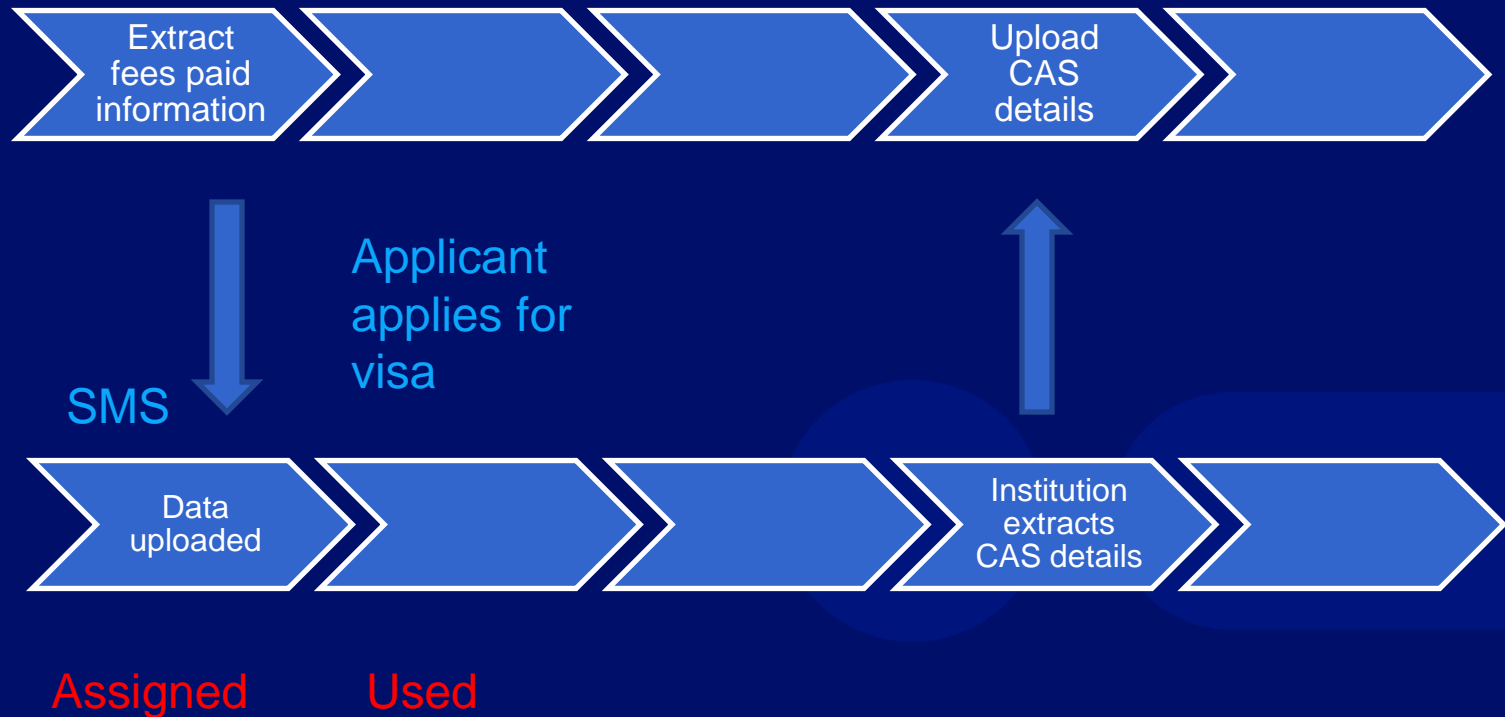 Extract
fees paid
information
Upload
CAS
details
Applicant
applies for
visa
SMS
Data
uploaded
Institution
extracts
CAS details
Assigned
Used